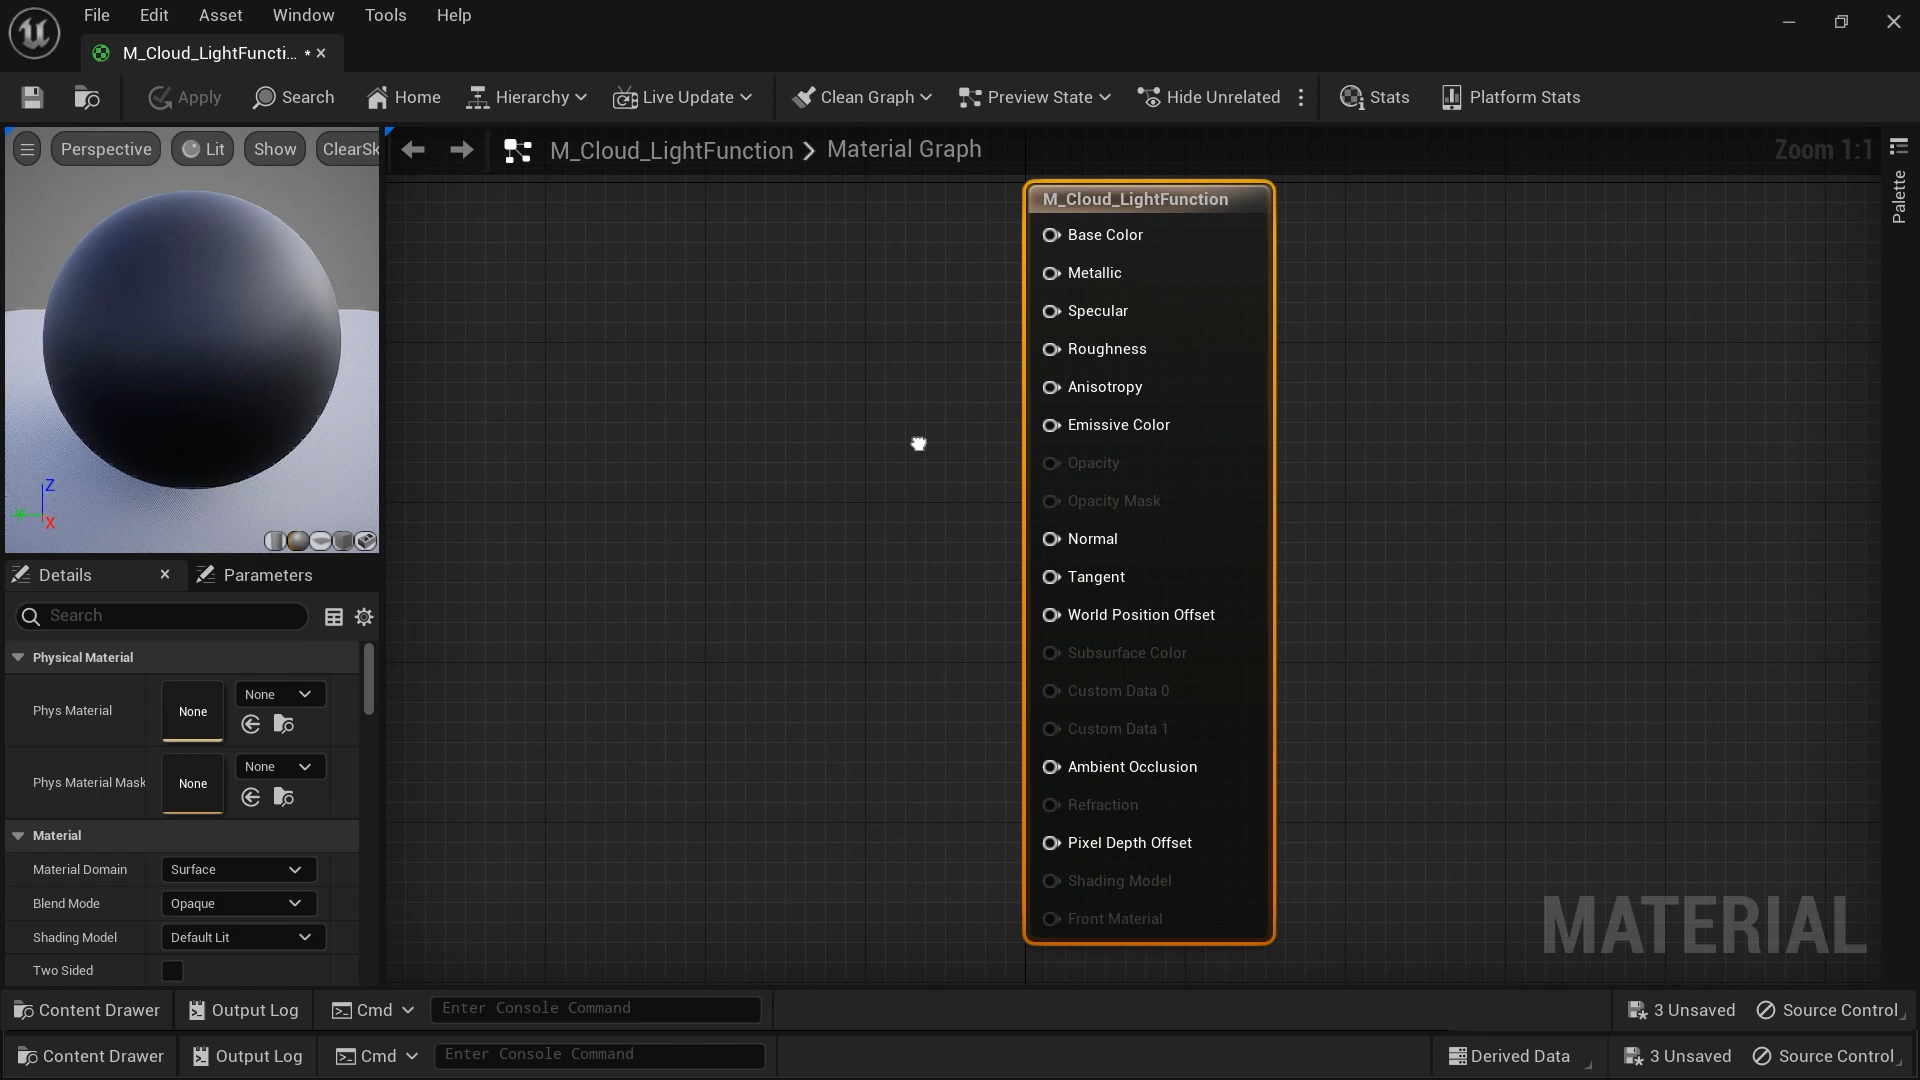 File Edit Asset Window Tools Help
M_Cloud_LightFuncti... *
Apply Search Home Hierarchy Live Update Clean Graph Preview State Hide Unrelated Stats Platform Stats
Perspective Lit Show ClearSk
M_Cloud_LightFunction Material Graph
Zoom 1:1
Palette
M_Cloud_LightFunction
Base Color
Metallic
Specular
Roughness
Anisotropy
Emissive Color
Opacity
Opacity Mask
Normal
Tangent
World Position Offset
Subsurface Color
Custom Data 0
Custom Data 1
Ambient Occlusion
Refraction
Pixel Depth Offset
Shading Model
Front Material
MATERIAL
Z
X
Details Parameters
Search
Physical Material
Phys Material None None
Phys Material Mask None None
Material
Material Domain Surface
Blend Mode Opaque
Shading Model Default Lit
Two Sided
Content Drawer Output Log Cmd Enter Console Command 3 Unsaved Source Control
Content Drawer Output Log Cmd Enter Console Command Derived Data 3 Unsaved Source Control